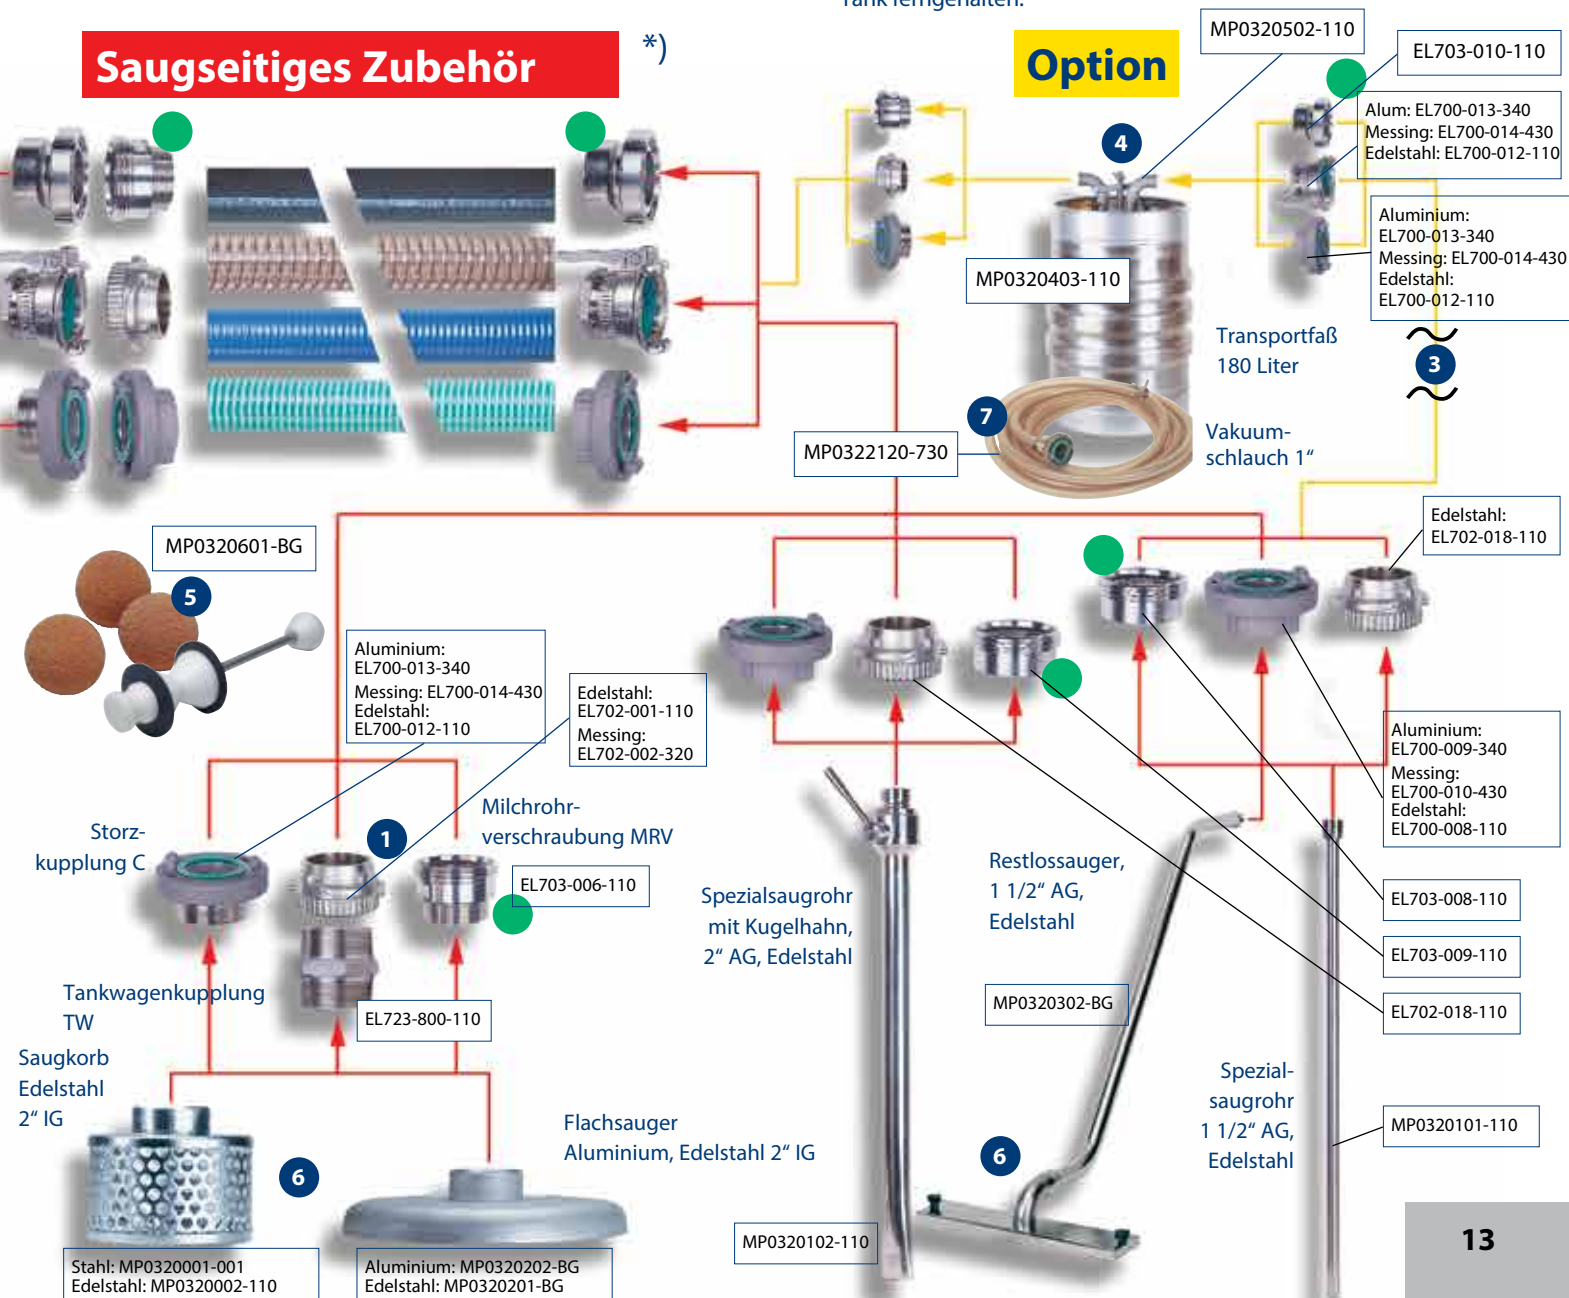 Tank ferngehalten.
Saugseitiges Zubehör
*)
Option
MP0320502-110
EL703-010-110
Alum: EL700-013-340
Messing: EL700-014-430
Edelstahl: EL700-012-110
4
Aluminium:
EL700-013-340
Messing: EL700-014-430
Edelstahl:
EL700-012-110
MP0320403-110
Transportfaß
180 Liter
3
7
MP0322120-730
Vakuum-
schlauch 1“
Edelstahl:
EL702-018-110
MP0320601-BG
5
Aluminium:
EL700-013-340
Messing: EL700-014-430
Edelstahl:
EL700-012-110
Edelstahl:
EL702-001-110
Messing:
EL702-002-320
Aluminium:
EL700-009-340
Messing:
EL700-010-430
Edelstahl:
EL700-008-110
Storz-
kupplung C
1
Milchrohr-
verschraubung MRV
EL703-006-110
Spezialsaugrohr
mit Kugelhahn,
2“ AG, Edelstahl
Restlossauger,
1 1/2“ AG,
Edelstahl
EL703-008-110
EL703-009-110
EL702-018-110
Tankwagenkupplung
TW
EL723-800-110
MP0320302-BG
Saugkorb
Edelstahl
2“ IG
Flachsauger
Aluminium, Edelstahl 2“ IG
Spezial-
saugrohr
1 1/2“ AG,
Edelstahl
MP0320101-110
6
6
MP0320102-110
Stahl: MP0320001-001
Edelstahl: MP0320002-110
Aluminium: MP0320202-BG
Edelstahl: MP0320201-BG
13